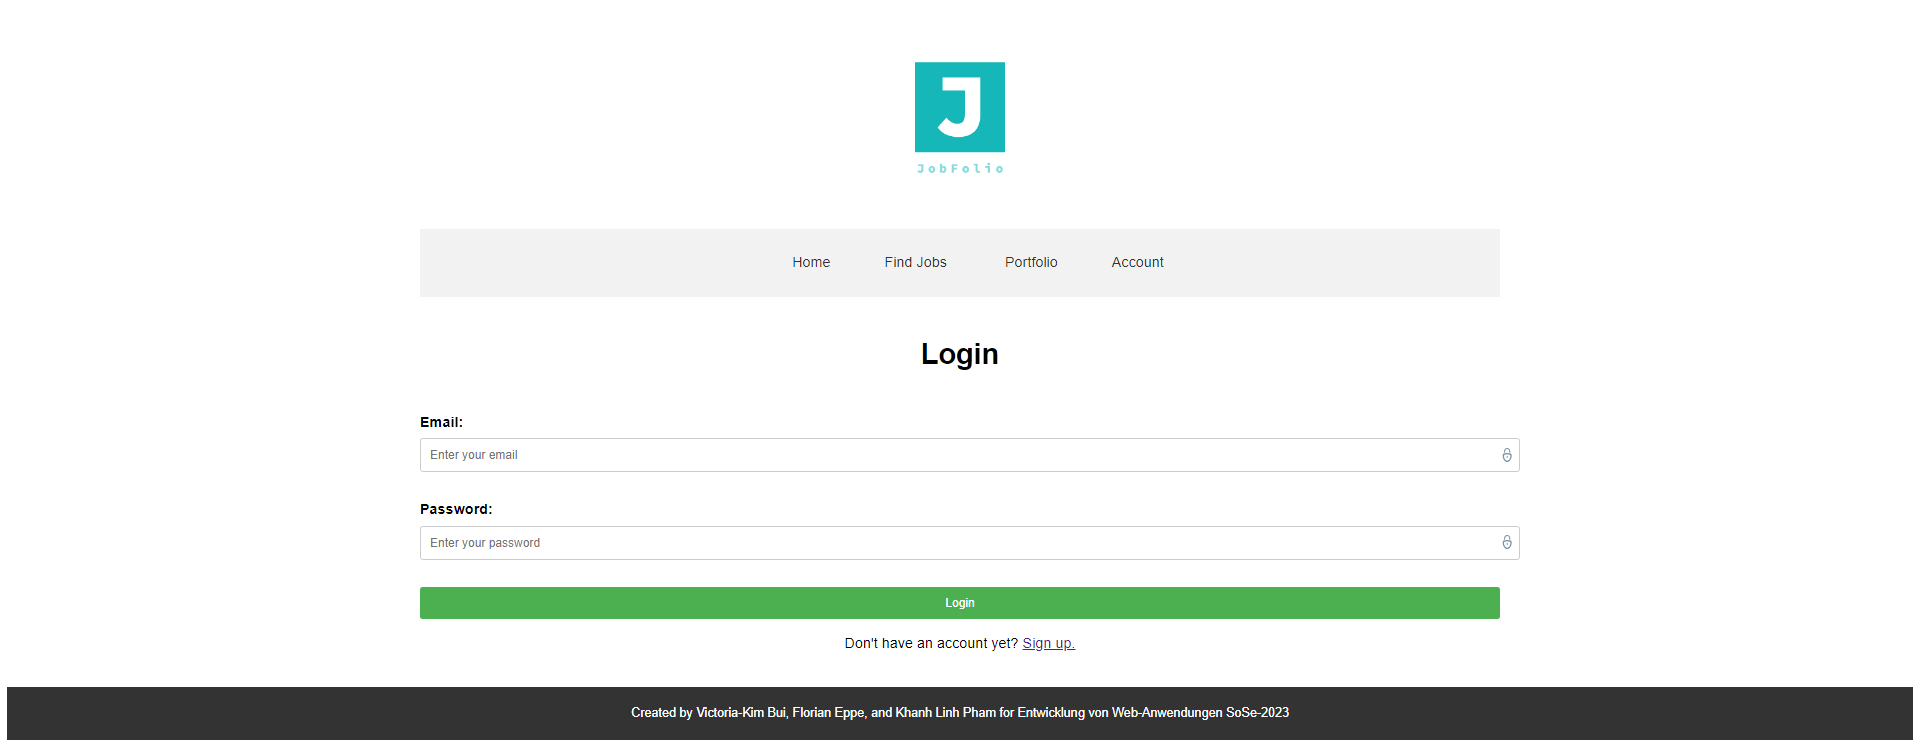 J
JobFolio
Home Find Jobs Portfolio Account
Login
Email:
Enter your email
Password:
Enter your password
Login
Don't have an account yet? Sign up.
Created by Victoria-Kim Bui, Florian Eppe, and Khanh Linh Pham for Entwicklung von Web-Anwendungen SoSe-2023